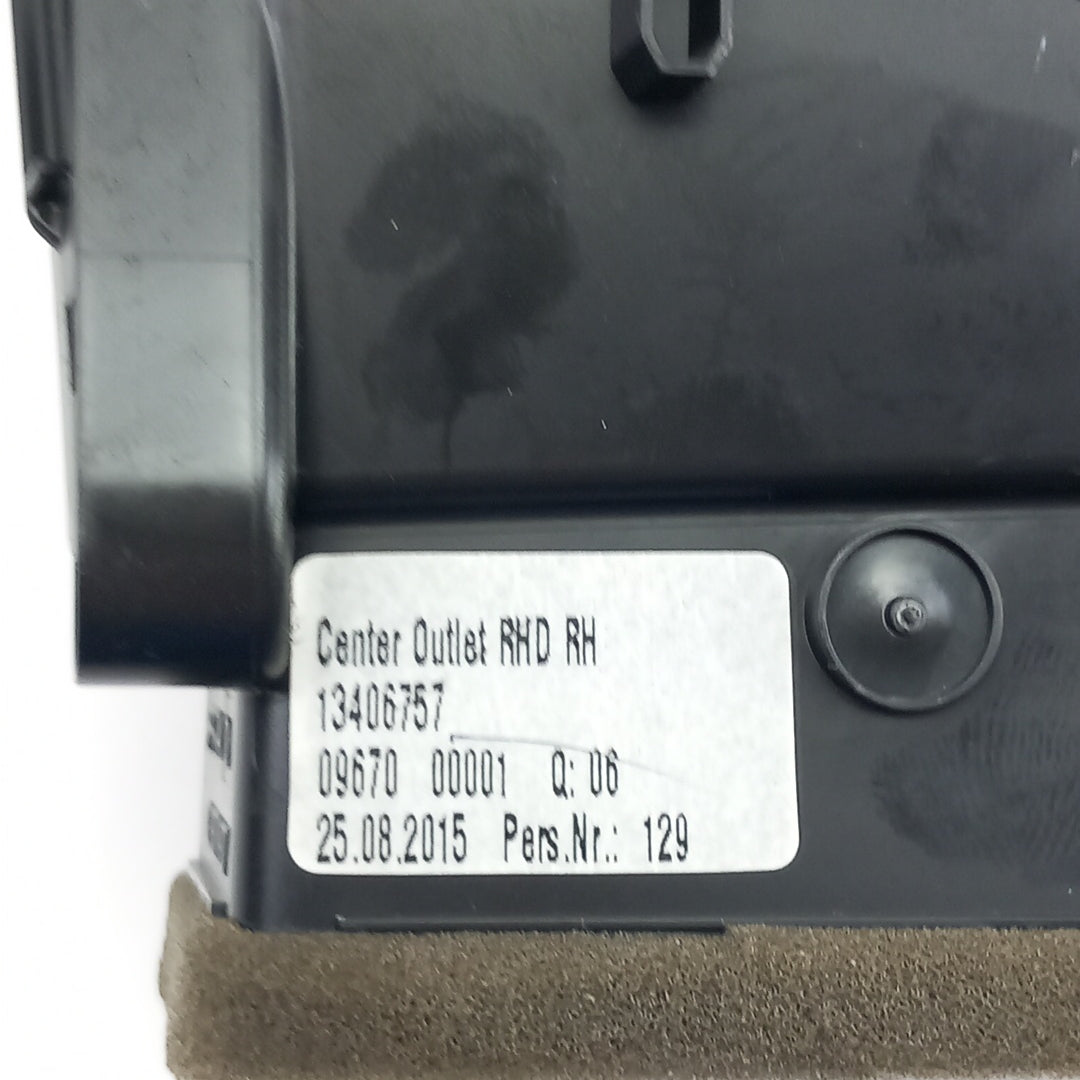 Center Outlet RHD RH
13406757
09670 00001 Q: 06
25.08.2015 Pers.Nr.: 129